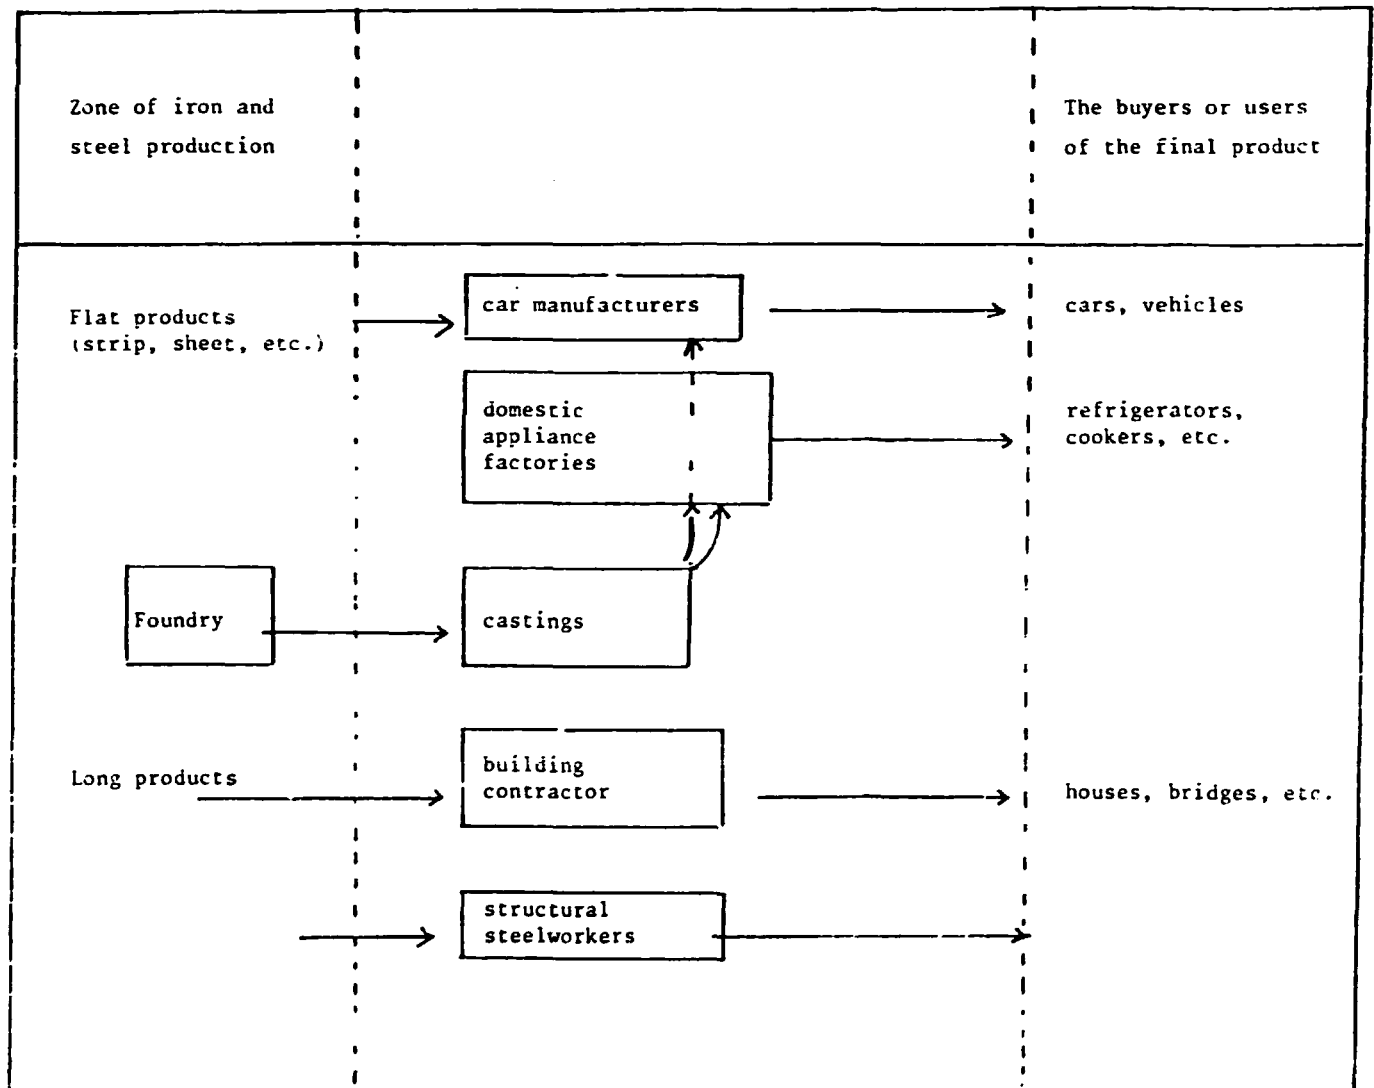 Zone of iron and
steel production
The buyers or users
of the final product
Flat products
(strip, sheet, etc.)
car manufacturers
cars, vehicles
domestic
appliance
factories
refrigerators,
cookers, etc.
Foundry
castings
Long products
building
contractor
houses, bridges, etc.
structural
steelworkers